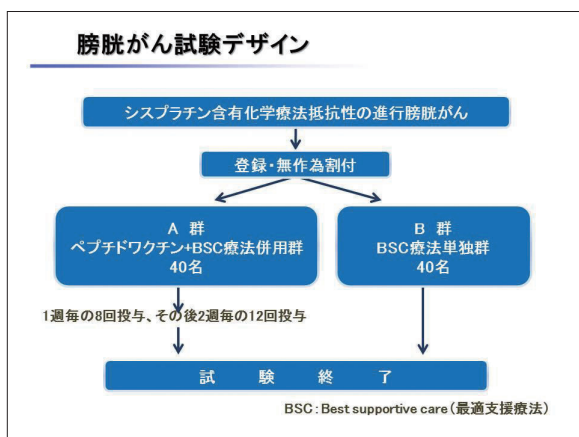 膀胱がん試験デザイン
シスプラチン含有化学療法抵抗性の進行膀胱がん
登録・無作為割付
A 群
ペプチドワクチン+BSC療法併用群
40名
B 群
BSC療法単独群
40名
1週毎の8回投与、その後2週毎の12回投与
試 験 終 了
BSC:Best supportive care(最適支援療法)